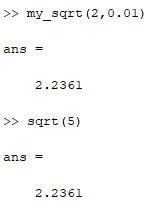 >> my_sqrt(2,0.01)
ans =
2.2361
>> sqrt(5)
ans =
2.2361